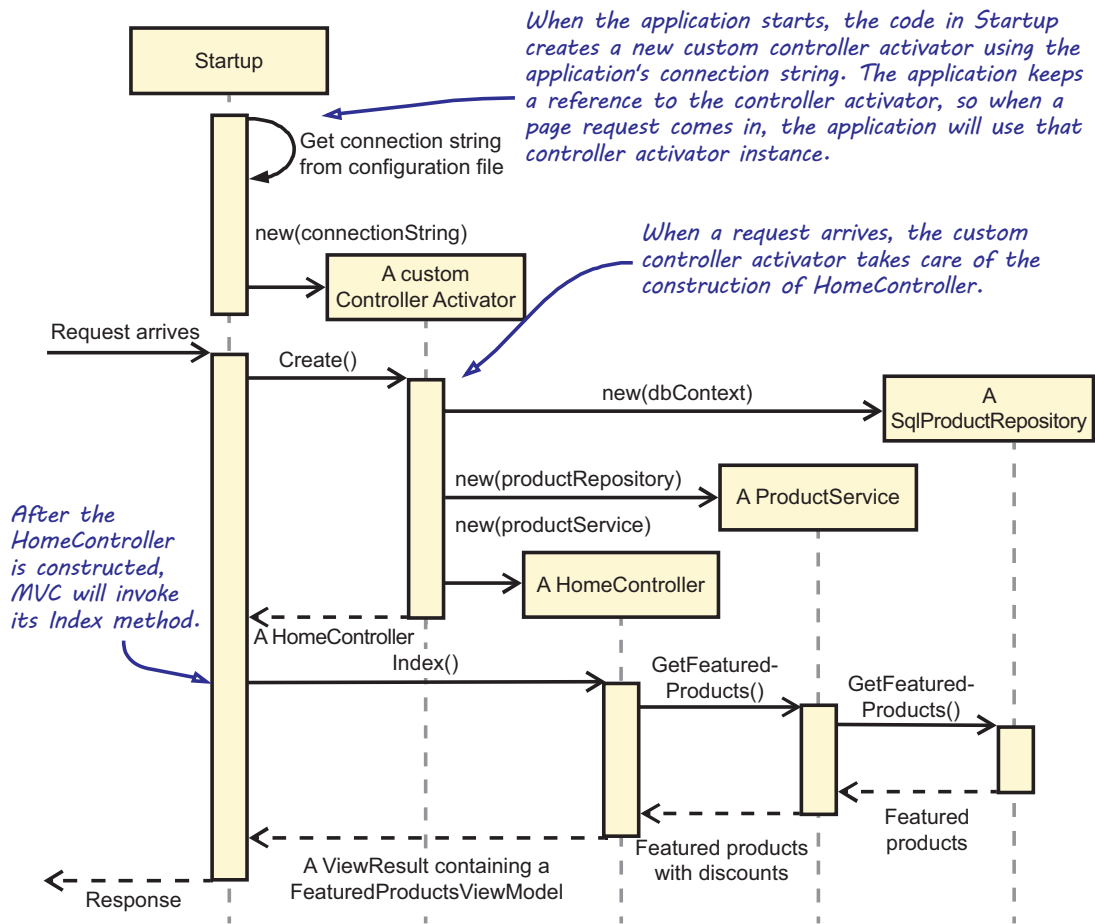 When the application starts, the code in Startup
creates a new custom controller activator using the
application's connection string. The application keeps
a reference to the controller activator, so when a
page request comes in, the application will use that
controller activator instance.
Startup
Get connection string
from configuration file
new(connectionString)
A custom
Controller Activator
When a request arrives, the custom
controller activator takes care of the
construction of HomeController.
Request arrives
Create()
new(dbContext)
A
SqlProductRepository
new(productRepository)
A ProductService
new(productService)
A HomeController
After the
HomeController
is constructed,
MVC will invoke
its Index method.
A HomeController
Index()
GetFeatured-
Products()
GetFeatured-
Products()
Featured
products
Featured products
with discounts
A ViewResult containing a
FeaturedProductsViewModel
Response